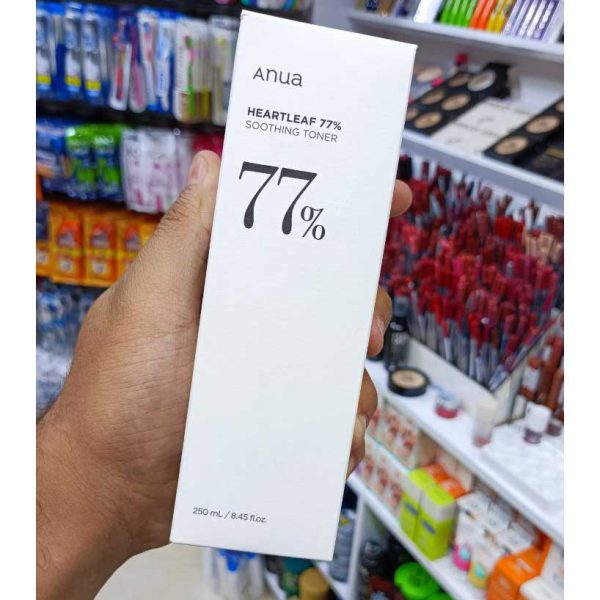 Anua
HEARTLEAF 77%
SOOTHING TONER
77%
250 mL / 8.45 fl.oz.